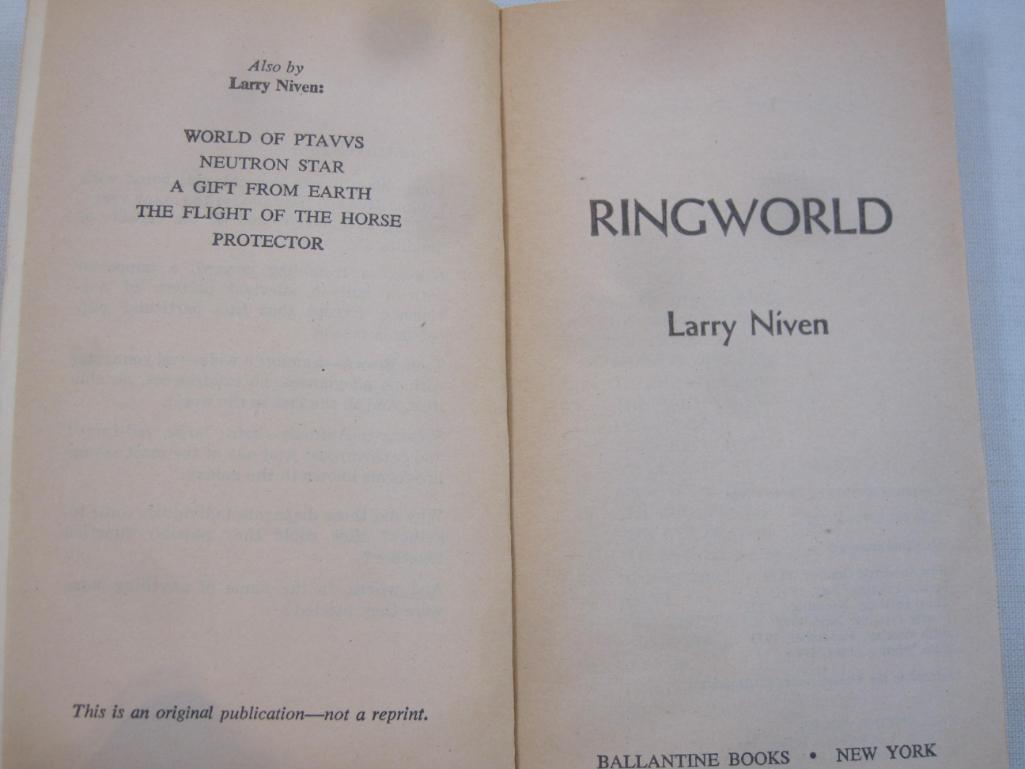 Also by
Larry Niven:
WORLD OF PTAVVS
NEUTRON STAR
A GIFT FROM EARTH
THE FLIGHT OF THE HORSE
PROTECTOR
This is an original publication—not a reprint.
RINGWORLD
Larry Niven
BALLANTINE BOOKS • NEW YORK